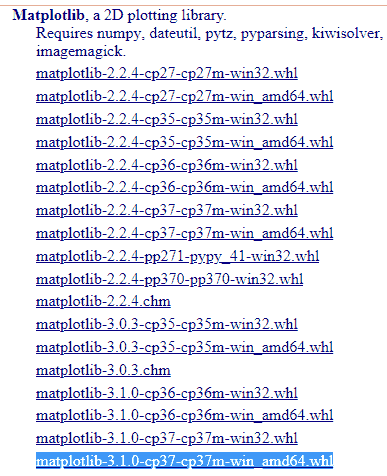 Matplotlib, a 2D plotting library.
Requires numpy, dateutil, pytz, pyparsing, kiwisolver,
imagemagick.
matplotlib-2.2.4-cp27-cp27m-win32.whl
matplotlib-2.2.4-cp27-cp27m-win_amd64.whl
matplotlib-2.2.4-cp35-cp35m-win32.whl
matplotlib-2.2.4-cp35-cp35m-win_amd64.whl
matplotlib-2.2.4-cp36-cp36m-win32.whl
matplotlib-2.2.4-cp36-cp36m-win_amd64.whl
matplotlib-2.2.4-cp37-cp37m-win32.whl
matplotlib-2.2.4-cp37-cp37m-win_amd64.whl
matplotlib-2.2.4-pp271-pypy_41-win32.whl
matplotlib-2.2.4-pp370-pp370-win32.whl
matplotlib-2.2.4.chm
matplotlib-3.0.3-cp35-cp35m-win32.whl
matplotlib-3.0.3-cp35-cp35m-win_amd64.whl
matplotlib-3.0.3.chm
matplotlib-3.1.0-cp36-cp36m-win32.whl
matplotlib-3.1.0-cp36-cp36m-win_amd64.whl
matplotlib-3.1.0-cp37-cp37m-win32.whl
matplotlib-3.1.0-cp37-cp37m-win_amd64.whl